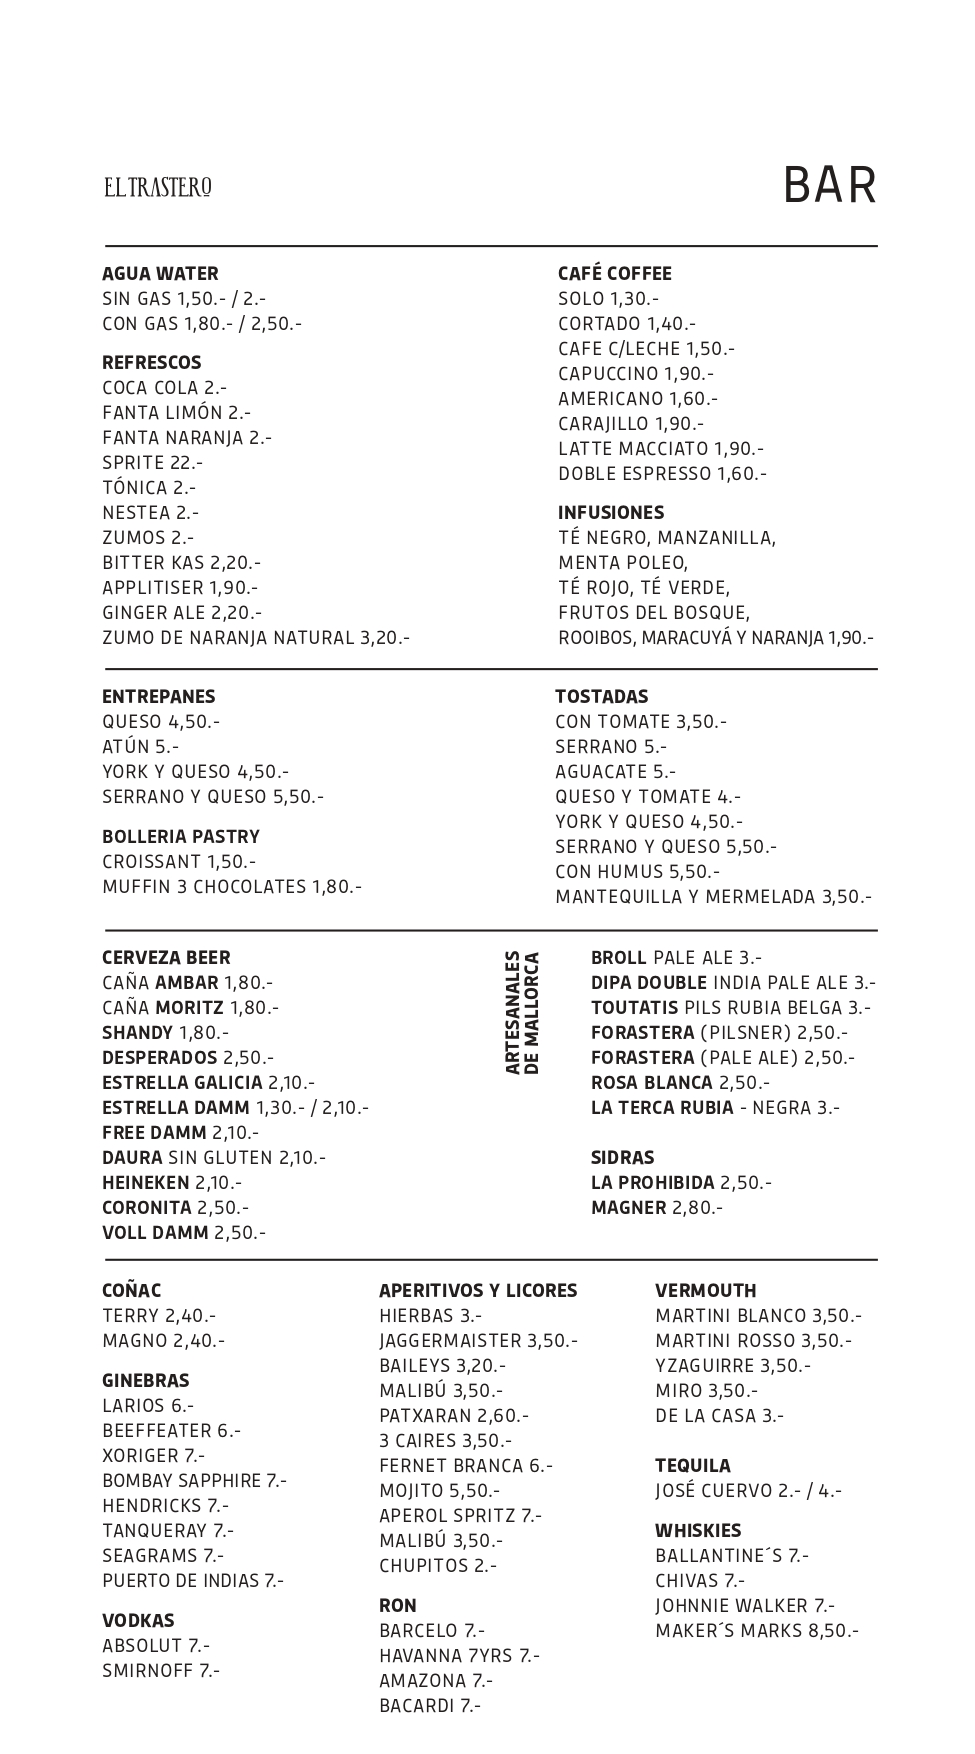 EL TRASTERO
BAR
AGUA WATER
SIN GAS 1,50.- / 2.-
CON GAS 1,80.- / 2,50.-
REFRESCOS
COCA COLA 2.-
FANTA LIMÓN 2.-
FANTA NARANJA 2.-
SPRITE 22.-
TÓNICA 2.-
NESTEA 2.-
ZUMOS 2.-
BITTER KAS 2,20.-
APPLITISER 1,90.-
GINGER ALE 2,20.-
ZUMO DE NARANJA NATURAL 3,20.-
CAFÉ COFFEE
SOLO 1,30.-
CORTADO 1,40.-
CAFE C/LECHE 1,50.-
CAPUCCINO 1,90.-
AMERICANO 1,60.-
CARAJILLO 1,90.-
LATTE MACCIATO 1,90.-
DOBLE ESPRESSO 1,60.-
INFUSIONES
TÉ NEGRO, MANZANILLA,
MENTA POLEO,
TÉ ROJO, TÉ VERDE,
FRUTOS DEL BOSQUE,
ROOIBOS, MARACUYÁ Y NARANJA 1,90.-
ENTREPANES
QUESO 4,50.-
ATÚN 5.-
YORK Y QUESO 4,50.-
SERRANO Y QUESO 5,50.-
BOLLERIA PASTRY
CROISSANT 1,50.-
MUFFIN 3 CHOCOLATES 1,80.-
TOSTADAS
CON TOMATE 3,50.-
SERRANO 5.-
AGUACATE 5.-
QUESO Y TOMATE 4.-
YORK Y QUESO 4,50.-
SERRANO Y QUESO 5,50.-
CON HUMUS 5,50.-
MANTEQUILLA Y MERMELADA 3,50.-
CERVEZA BEER
CAÑA AMBAR 1,80.-
CAÑA MORITZ 1,80.-
SHANDY 1,80.-
DESPERADOS 2,50.-
ESTRELLA GALICIA 2,10.-
ESTRELLA DAMM 1,30.- / 2,10.-
FREE DAMM 2,10.-
DAURA SIN GLUTEN 2,10.-
HEINEKEN 2,10.-
CORONITA 2,50.-
VOLL DAMM 2,50.-
ARTESANALES
DE MALLORCA
BROLL PALE ALE 3.-
DIPA DOUBLE INDIA PALE ALE 3.-
TOUTATIS PILS RUBIA BELGA 3.-
FORASTERA (PILSNER) 2,50.-
FORASTERA (PALE ALE) 2,50.-
ROSA BLANCA 2,50.-
LA TERCA RUBIA - NEGRA 3.-
SIDRAS
LA PROHIBIDA 2,50.-
MAGNER 2,80.-
COÑAC
TERRY 2,40.-
MAGNO 2,40.-
GINEBRAS
LARIOS 6.-
BEEFFEATER 6.-
XORIGER 7.-
BOMBAY SAPPHIRE 7.-
HENDRICKS 7.-
TANQUERAY 7.-
SEAGRAMS 7.-
PUERTO DE INDIAS 7.-
VODKAS
ABSOLUT 7.-
SMIRNOFF 7.-
APERITIVOS Y LICORES
HIERBAS 3.-
JAGGERMAISTER 3,50.-
BAILEYS 3,20.-
MALIBÚ 3,50.-
PATXARAN 2,60.-
3 CAIRES 3,50.-
FERNET BRANCA 6.-
MOJITO 5,50.-
APEROL SPRITZ 7.-
MALIBÚ 3,50.-
CHUPITOS 2.-
RON
BARCELO 7.-
HAVANNA 7YRS 7.-
AMAZONA 7.-
BACARDI 7.-
VERMOUTH
MARTINI BLANCO 3,50.-
MARTINI ROSSO 3,50.-
YZAGUIRRE 3,50.-
MIRO 3,50.-
DE LA CASA 3.-
TEQUILA
JOSÉ CUERVO 2.- / 4.-
WHISKIES
BALLANTINE´S 7.-
CHIVAS 7.-
JOHNNIE WALKER 7.-
MAKER´S MARKS 8,50.-